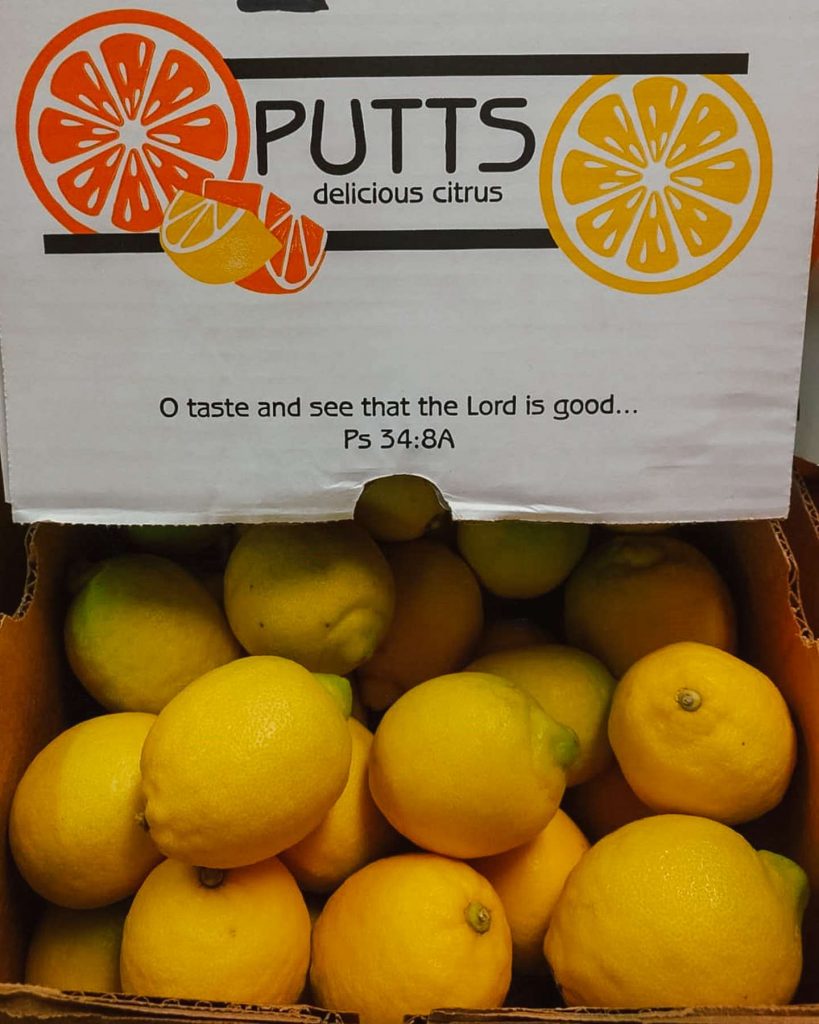 PUTTS
delicious citrus
O taste and see that the Lord is good...
Ps 34:8A